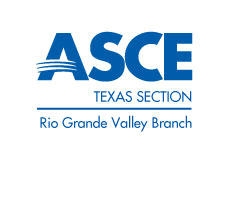 ASCE
TEXAS SECTION
Rio Grande Valley Branch